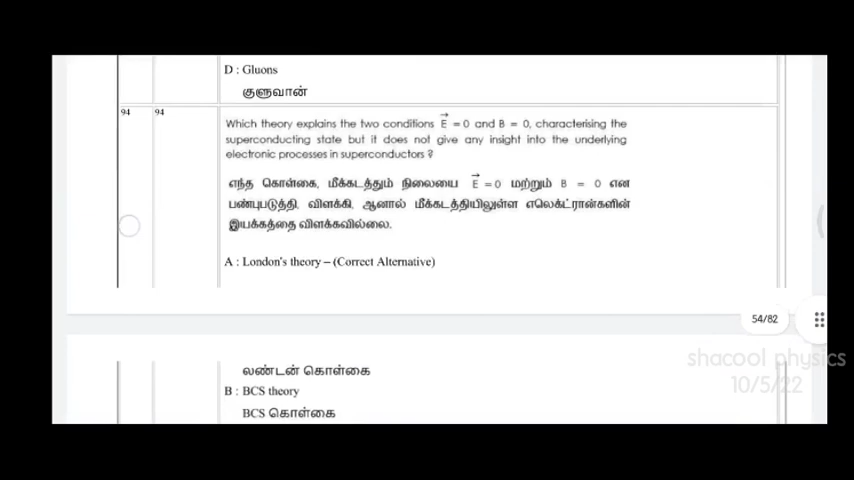 D : Gluons
குளுவான்
94 94
Which theory explains the two conditions E⃗ = 0 and B = 0, characterising the
superconducting state but it does not give any insight into the underlying
electronic processes in superconductors ?
எந்த கொள்கை, மீக்கடத்தும் நிலையை E⃗ = 0 மற்றும் B = 0 என
பண்புபடுத்தி, விளக்கி, ஆனால் மீக்கடத்தியிலுள்ள எலெக்ட்ரான்களின்
இயக்கத்தை விளக்கவில்லை.
A : London's theory – (Correct Alternative)
54/82
லண்டன் கொள்கை
B : BCS theory
BCS கொள்கை
shacool physics
10/5/22